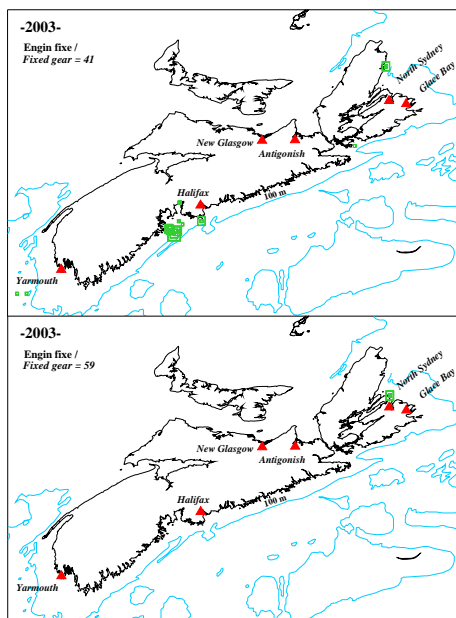 -2003-
Engin fixe /
Fixed gear = 41
North Sydney
Glace Bay
New Glasgow
Antigonish
Halifax
100 m
Yarmouth
-2003-
Engin fixe /
Fixed gear = 59
North Sydney
Glace Bay
New Glasgow
Antigonish
Halifax
100 m
Yarmouth